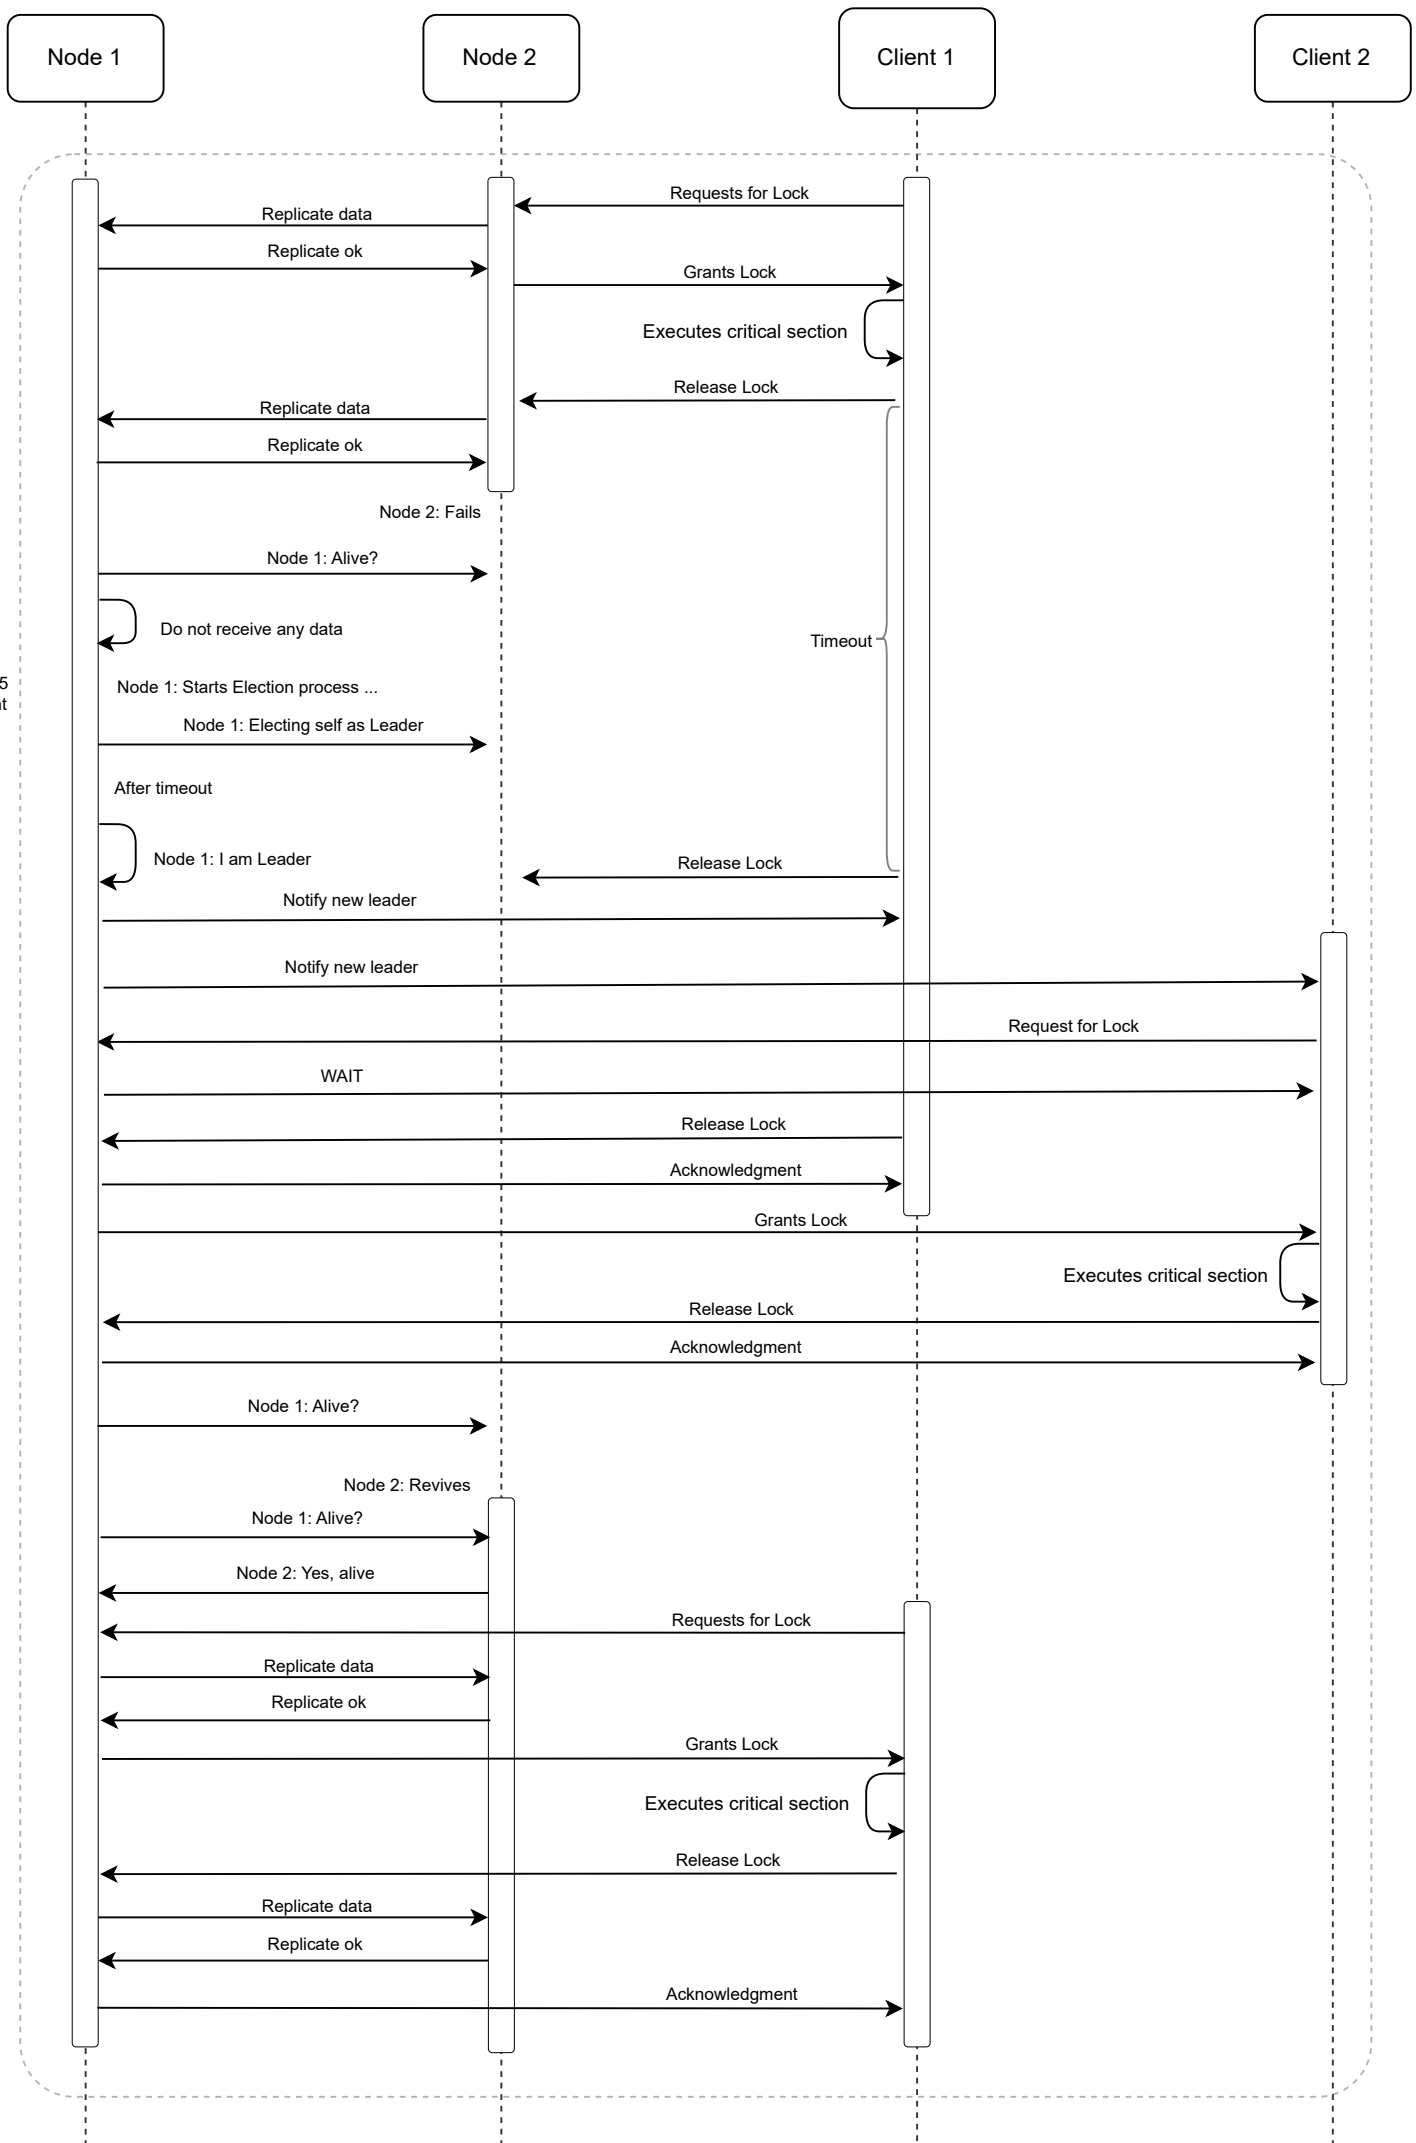 Node 1
Node 2
Client 1
Client 2
Requests for Lock
Replicate data
Replicate ok
Grants Lock
Executes critical section
Release Lock
Replicate data
Replicate ok
Node 2: Fails
Node 1: Alive?
Do not receive any data
Timeout
5
Node 1: Starts Election process ...
t
Node 1: Electing self as Leader
After timeout
Node 1: I am Leader
Release Lock
Notify new leader
Notify new leader
Request for Lock
WAIT
Release Lock
Acknowledgment
Grants Lock
Executes critical section
Release Lock
Acknowledgment
Node 1: Alive?
Node 2: Revives
Node 1: Alive?
Node 2: Yes, alive
Requests for Lock
Replicate data
Replicate ok
Grants Lock
Executes critical section
Release Lock
Replicate data
Replicate ok
Acknowledgment